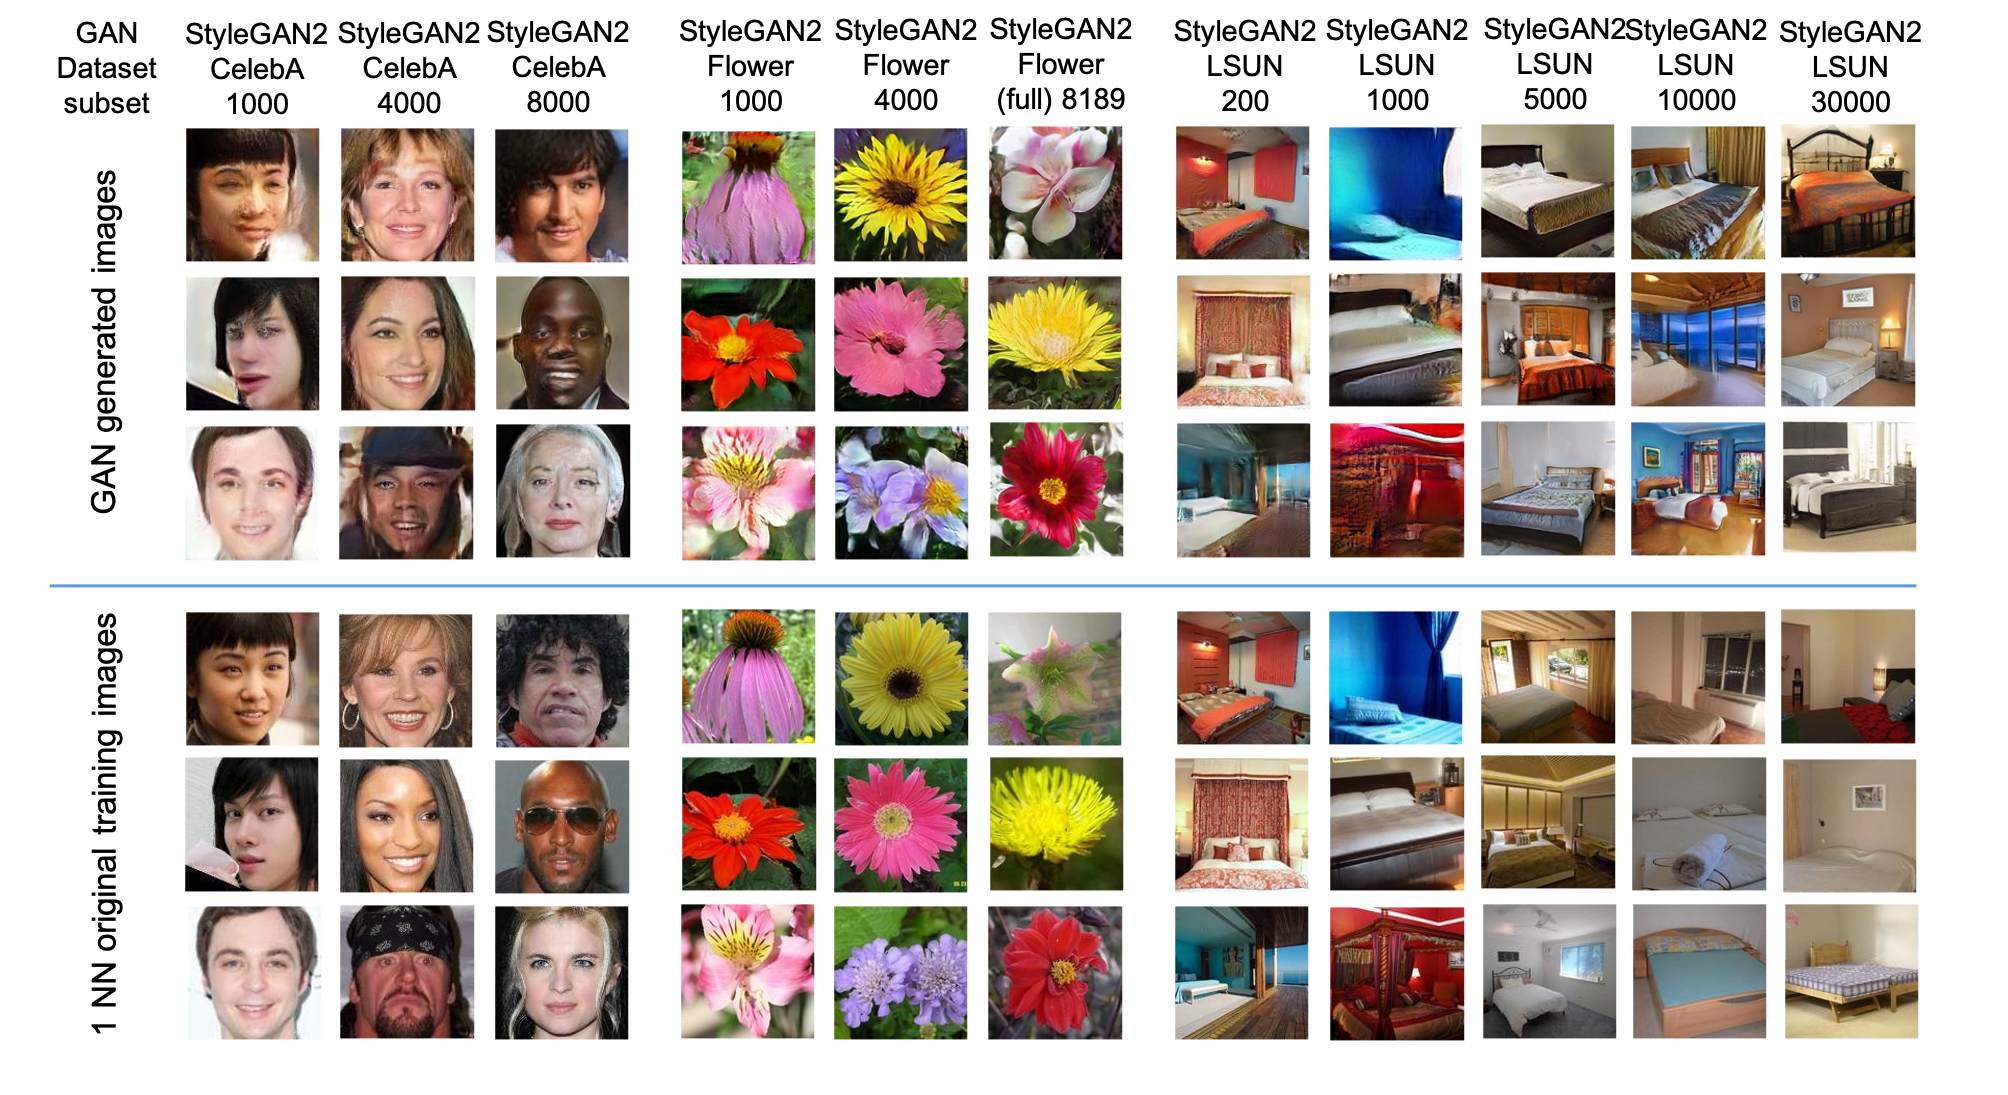 GAN
Dataset
subset
StyleGAN2
CelebA
1000
StyleGAN2
CelebA
4000
StyleGAN2
CelebA
8000
StyleGAN2
Flower
1000
StyleGAN2
Flower
4000
StyleGAN2
Flower
(full) 8189
StyleGAN2
LSUN
200
StyleGAN2
LSUN
1000
StyleGAN2
LSUN
5000
StyleGAN2
LSUN
10000
StyleGAN2
LSUN
30000
GAN generated images
1 NN original training images